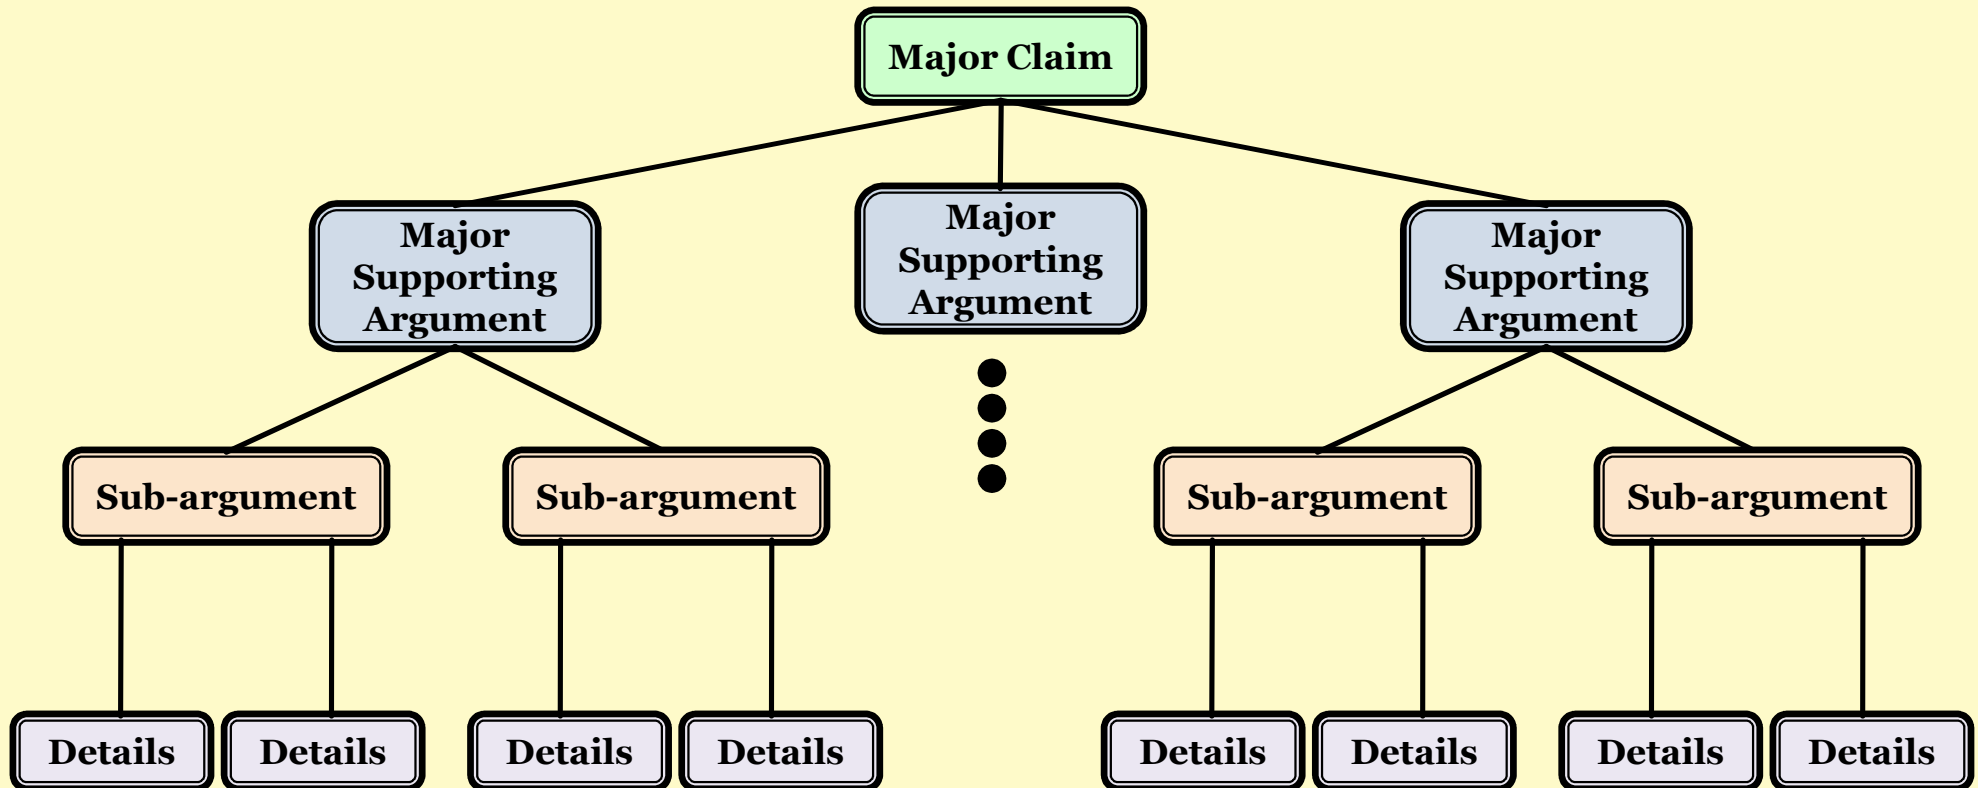 Major Claim
Major
Supporting
Argument
Major
Supporting
Argument
Major
Supporting
Argument
Sub-argument
Sub-argument
Sub-argument
Sub-argument
Details
Details
Details
Details
Details
Details
Details
Details